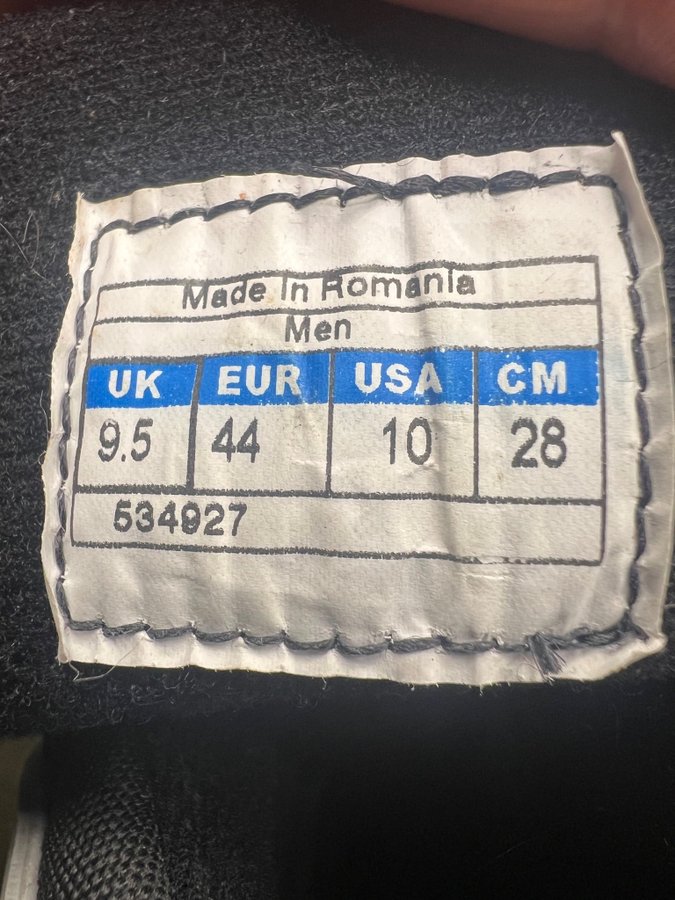 Made in Romania
Men
UK EUR USA CM
9.5 44 10 28
534927